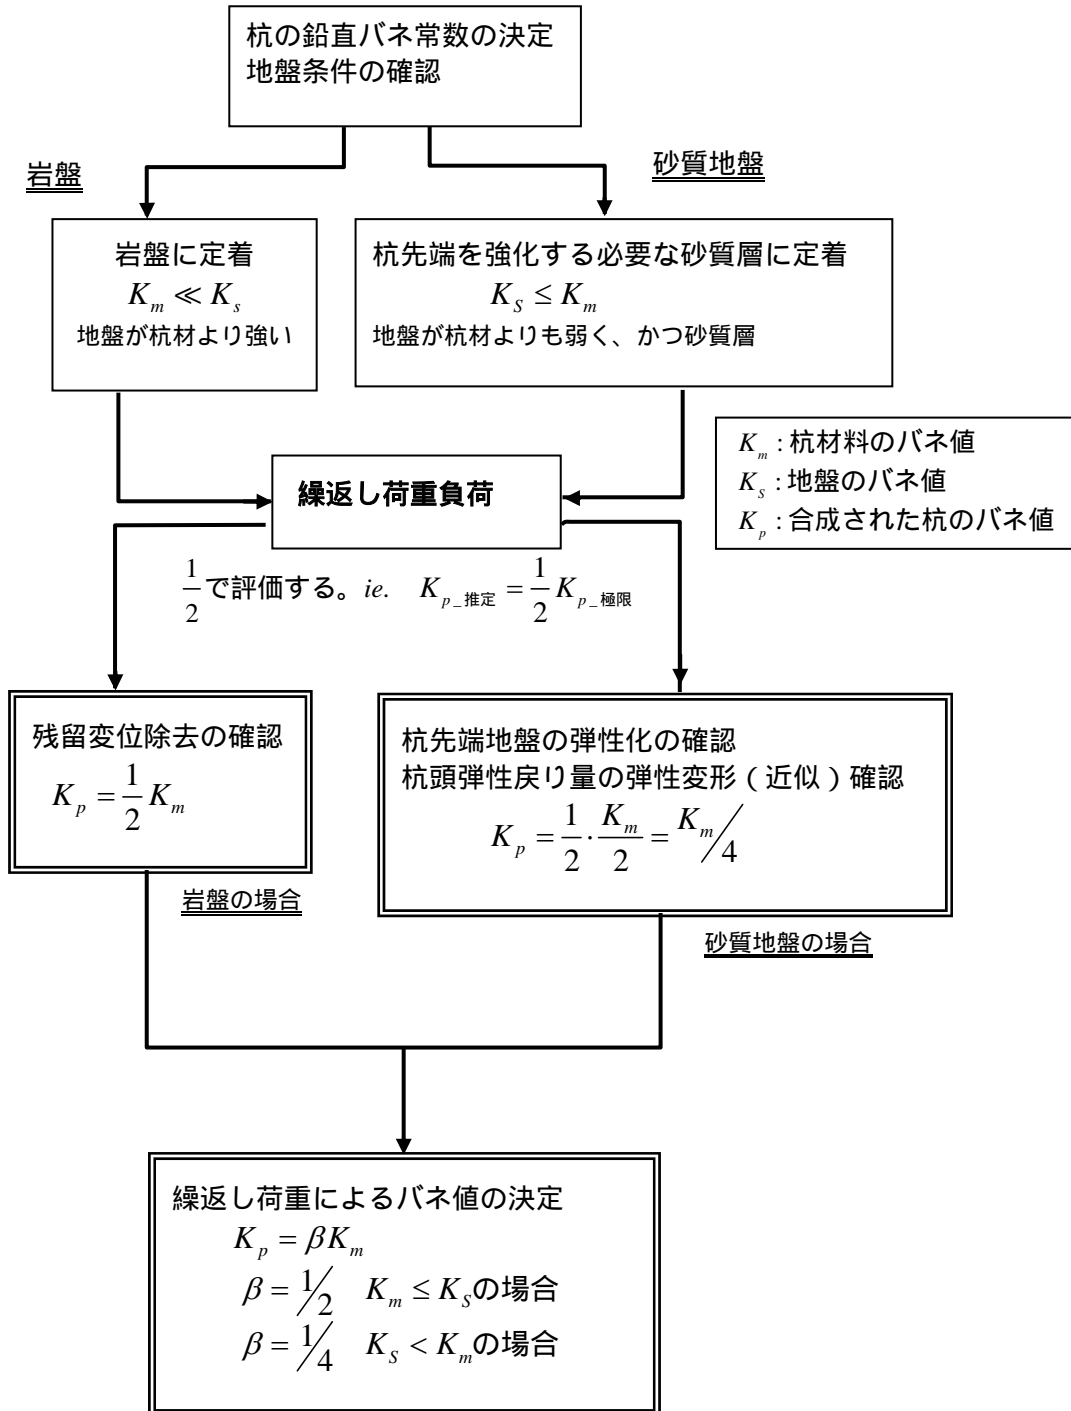 杭の鉛直バネ常数の決定
地盤条件の確認
岩盤
砂質地盤
岩盤に定着
K_m ≪ K_s
地盤が杭材より強い
杭先端を強化する必要な砂質層に定着
K_S ≤ K_m
地盤が杭材よりも弱く、かつ砂質層
K_m : 杭材料のバネ値
K_s : 地盤のバネ値
K_p : 合成された杭のバネ値
繰返し荷重負荷
1/2 で評価する。ie. K_{p_推定} = 1/2 K_{p_極限}
残留変位除去の確認
K_p = 1/2 K_m
岩盤の場合
杭先端地盤の弾性化の確認
杭頭弾性戻り量の弾性変形（近似）確認
K_p = 1/2 · K_m/2 = K_m/4
砂質地盤の場合
繰返し荷重によるバネ値の決定
K_p = βK_m
β = 1/2 K_m ≤ K_S の場合
β = 1/4 K_S < K_m の場合